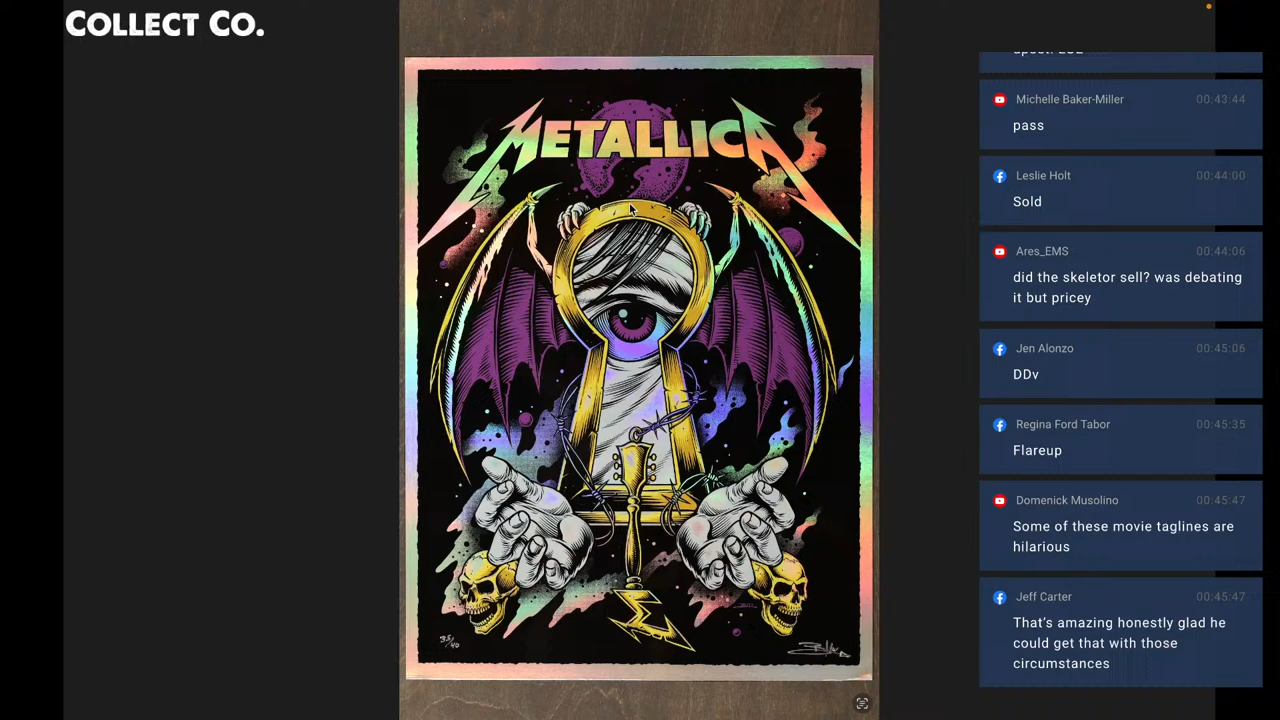 COLLECT CO.
METALLICA
35/40
Michelle Baker-Miller 00:43:44
pass
Leslie Holt 00:44:00
Sold
Ares_EMS 00:44:06
did the skeletor sell? was debating
it but pricey
Jen Alonzo 00:45:06
DDv
Regina Ford Tabor 00:45:35
Flareup
Domenick Musolino 00:45:47
Some of these movie taglines are
hilarious
Jeff Carter 00:45:47
That's amazing honestly glad he
could get that with those
circumstances